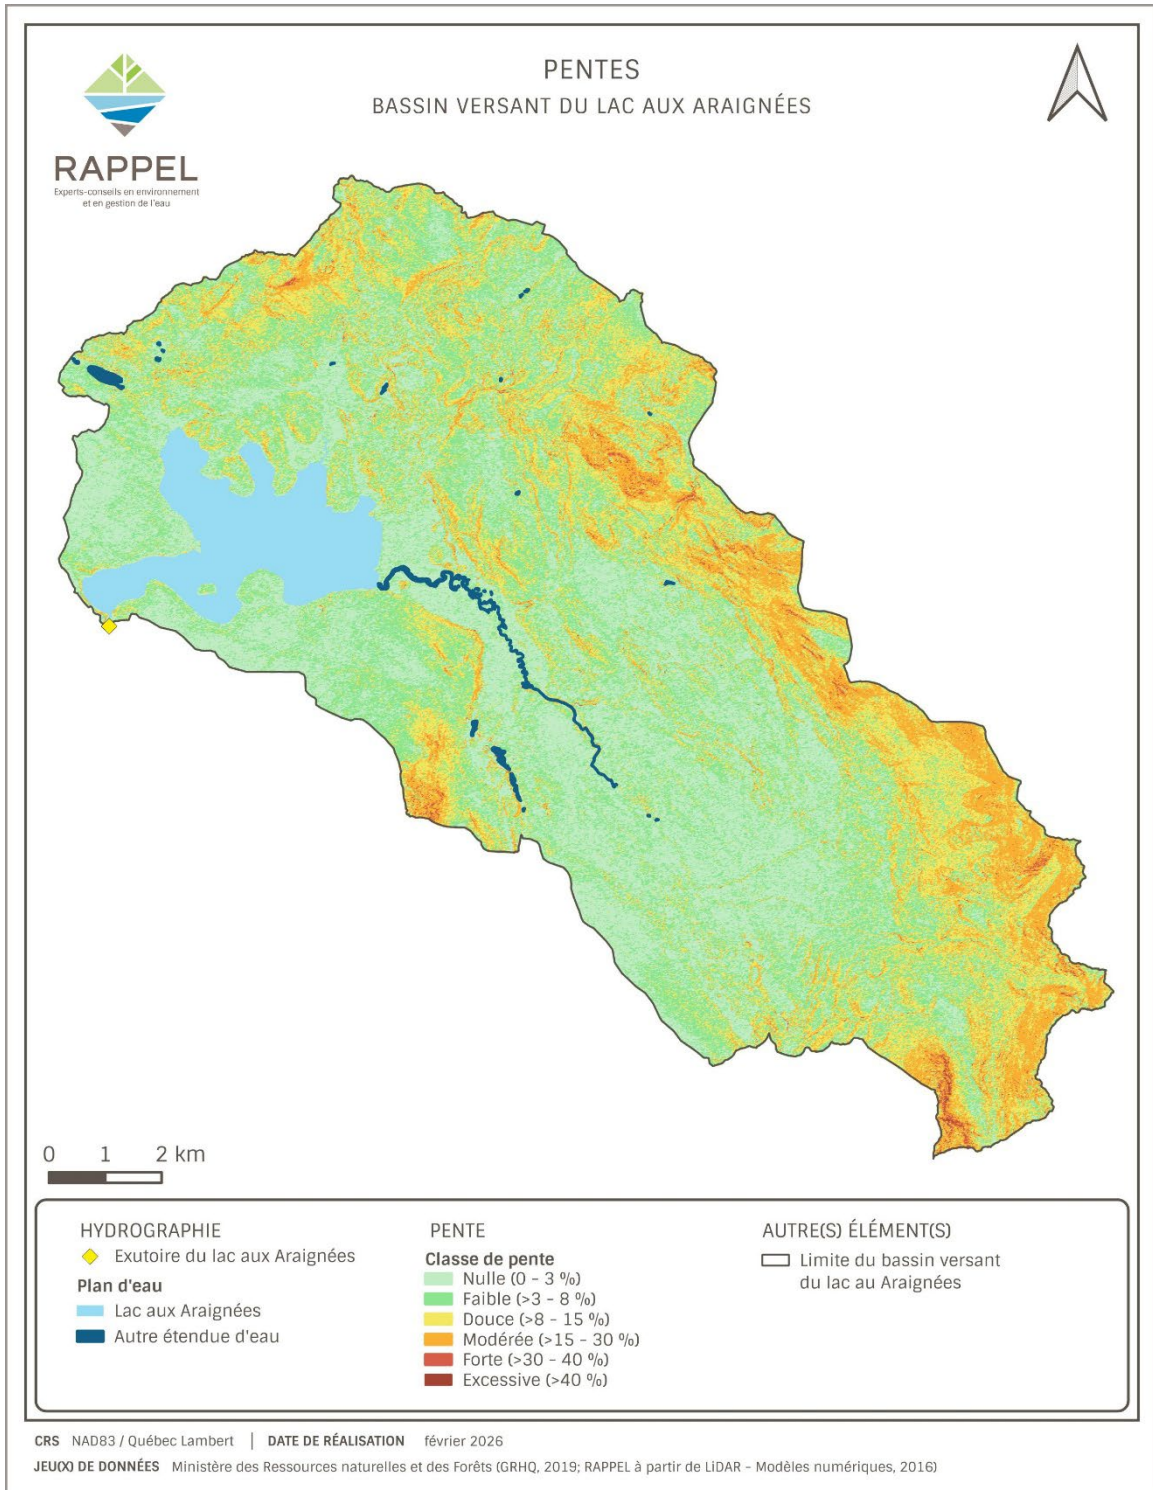 PENTES
BASSIN VERSANT DU LAC AUX ARAIGNÉES
RAPPEL
Experts-conseils en environnement
et en gestion de l'eau
0 1 2 km
HYDROGRAPHIE
Exutoire du lac aux Araignées
Plan d'eau
Lac aux Araignées
Autre étendue d'eau
PENTE
Classe de pente
Nulle (0 - 3 %)
Faible (>3 - 8 %)
Douce (>8 - 15 %)
Modérée (>15 - 30 %)
Forte (>30 - 40 %)
Excessive (>40 %)
AUTRE(S) ÉLÉMENT(S)
Limite du bassin versant
du lac au Araignées
CRS NAD83 / Québec Lambert | DATE DE RÉALISATION février 2026
JEU(X) DE DONNÉES Ministère des Ressources naturelles et des Forêts (GRHQ, 2019; RAPPEL à partir de LiDAR - Modèles numériques, 2016)